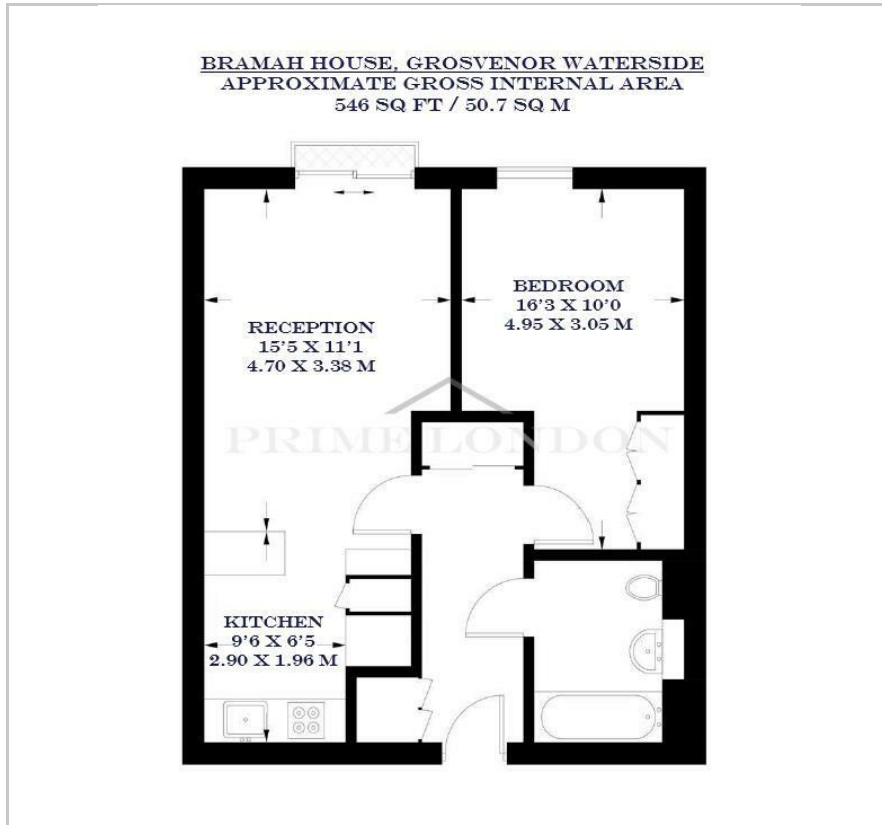 BRAMAH HOUSE, GROSVENOR WATERSIDE
APPROXIMATE GROSS INTERNAL AREA
546 SQ FT / 50.7 SQ M
BEDROOM
16'3 X 10'0
4.95 X 3.05 M
RECEPTION
15'5 X 11'1
4.70 X 3.38 M
PRIME LONDON
KITCHEN
9'6 X 6'5
2.90 X 1.96 M